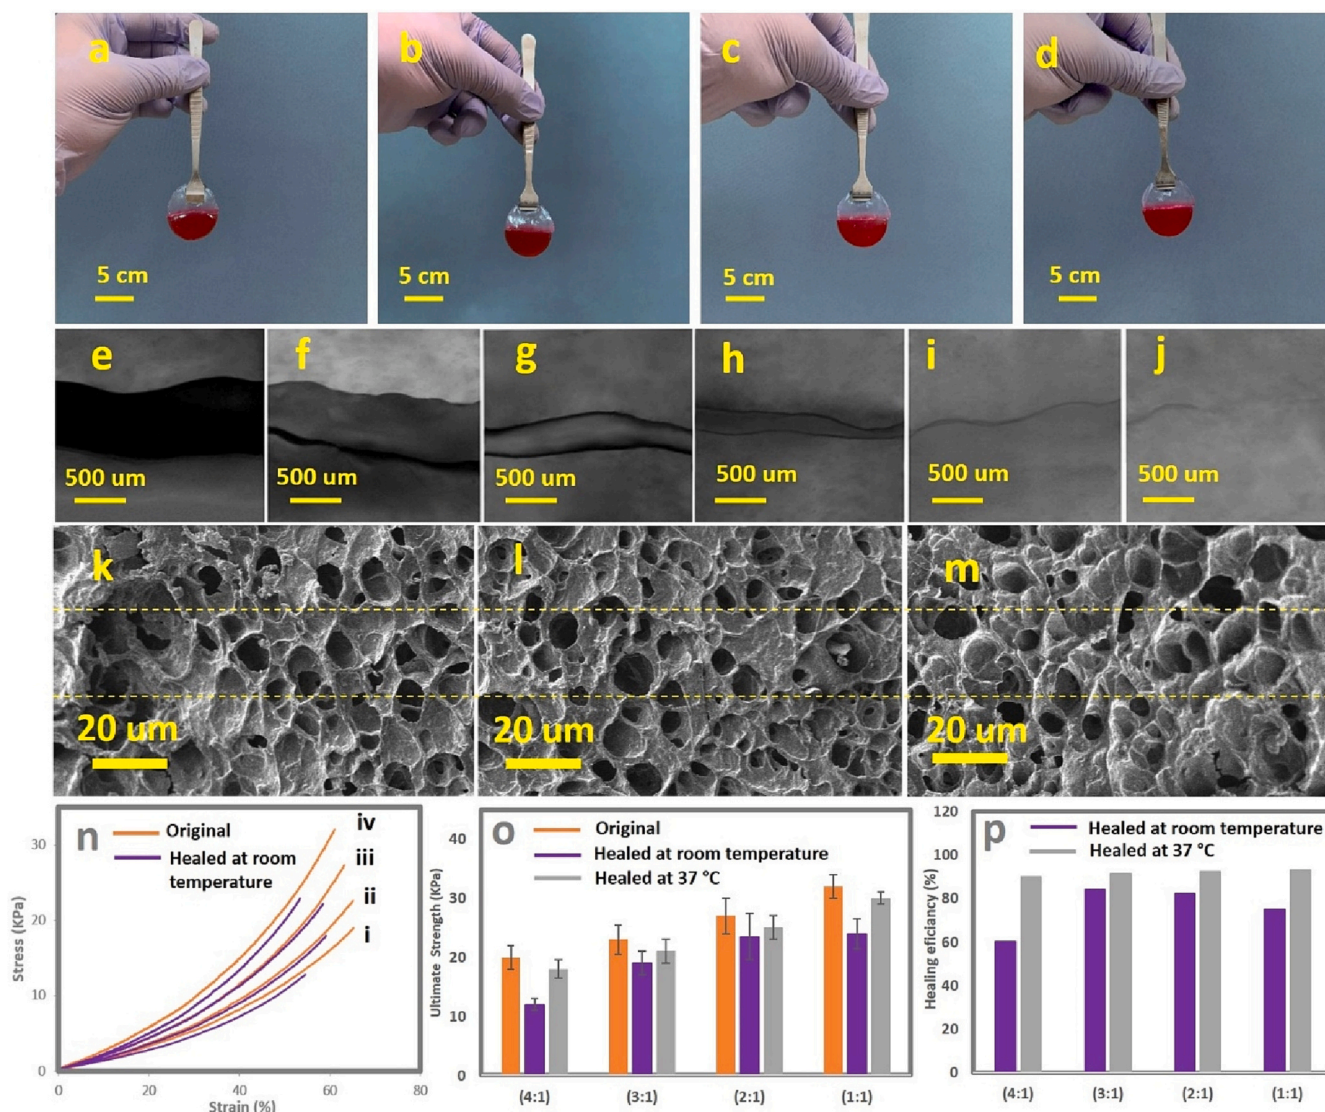 a
b
c
d
5 cm
5 cm
5 cm
5 cm
e
f
g
h
i
j
500 um
500 um
500 um
500 um
500 um
500 um
k
l
m
20 um
20 um
20 um
n
Original
Healed at room
temperature
iv
iii
ii
i
30
20
10
0
0
20
40
60
80
Stress (KPa)
Strain (%)
o
Original
Healed at room temperature
Healed at 37 °C
40
30
20
10
0
Ultimate Strength (KPa)
(4:1)
(3:1)
(2:1)
(1:1)
p
Healed at room temperature
Healed at 37 °C
120
100
80
60
40
20
0
Healing eficiancy (%)
(4:1)
(3:1)
(2:1)
(1:1)